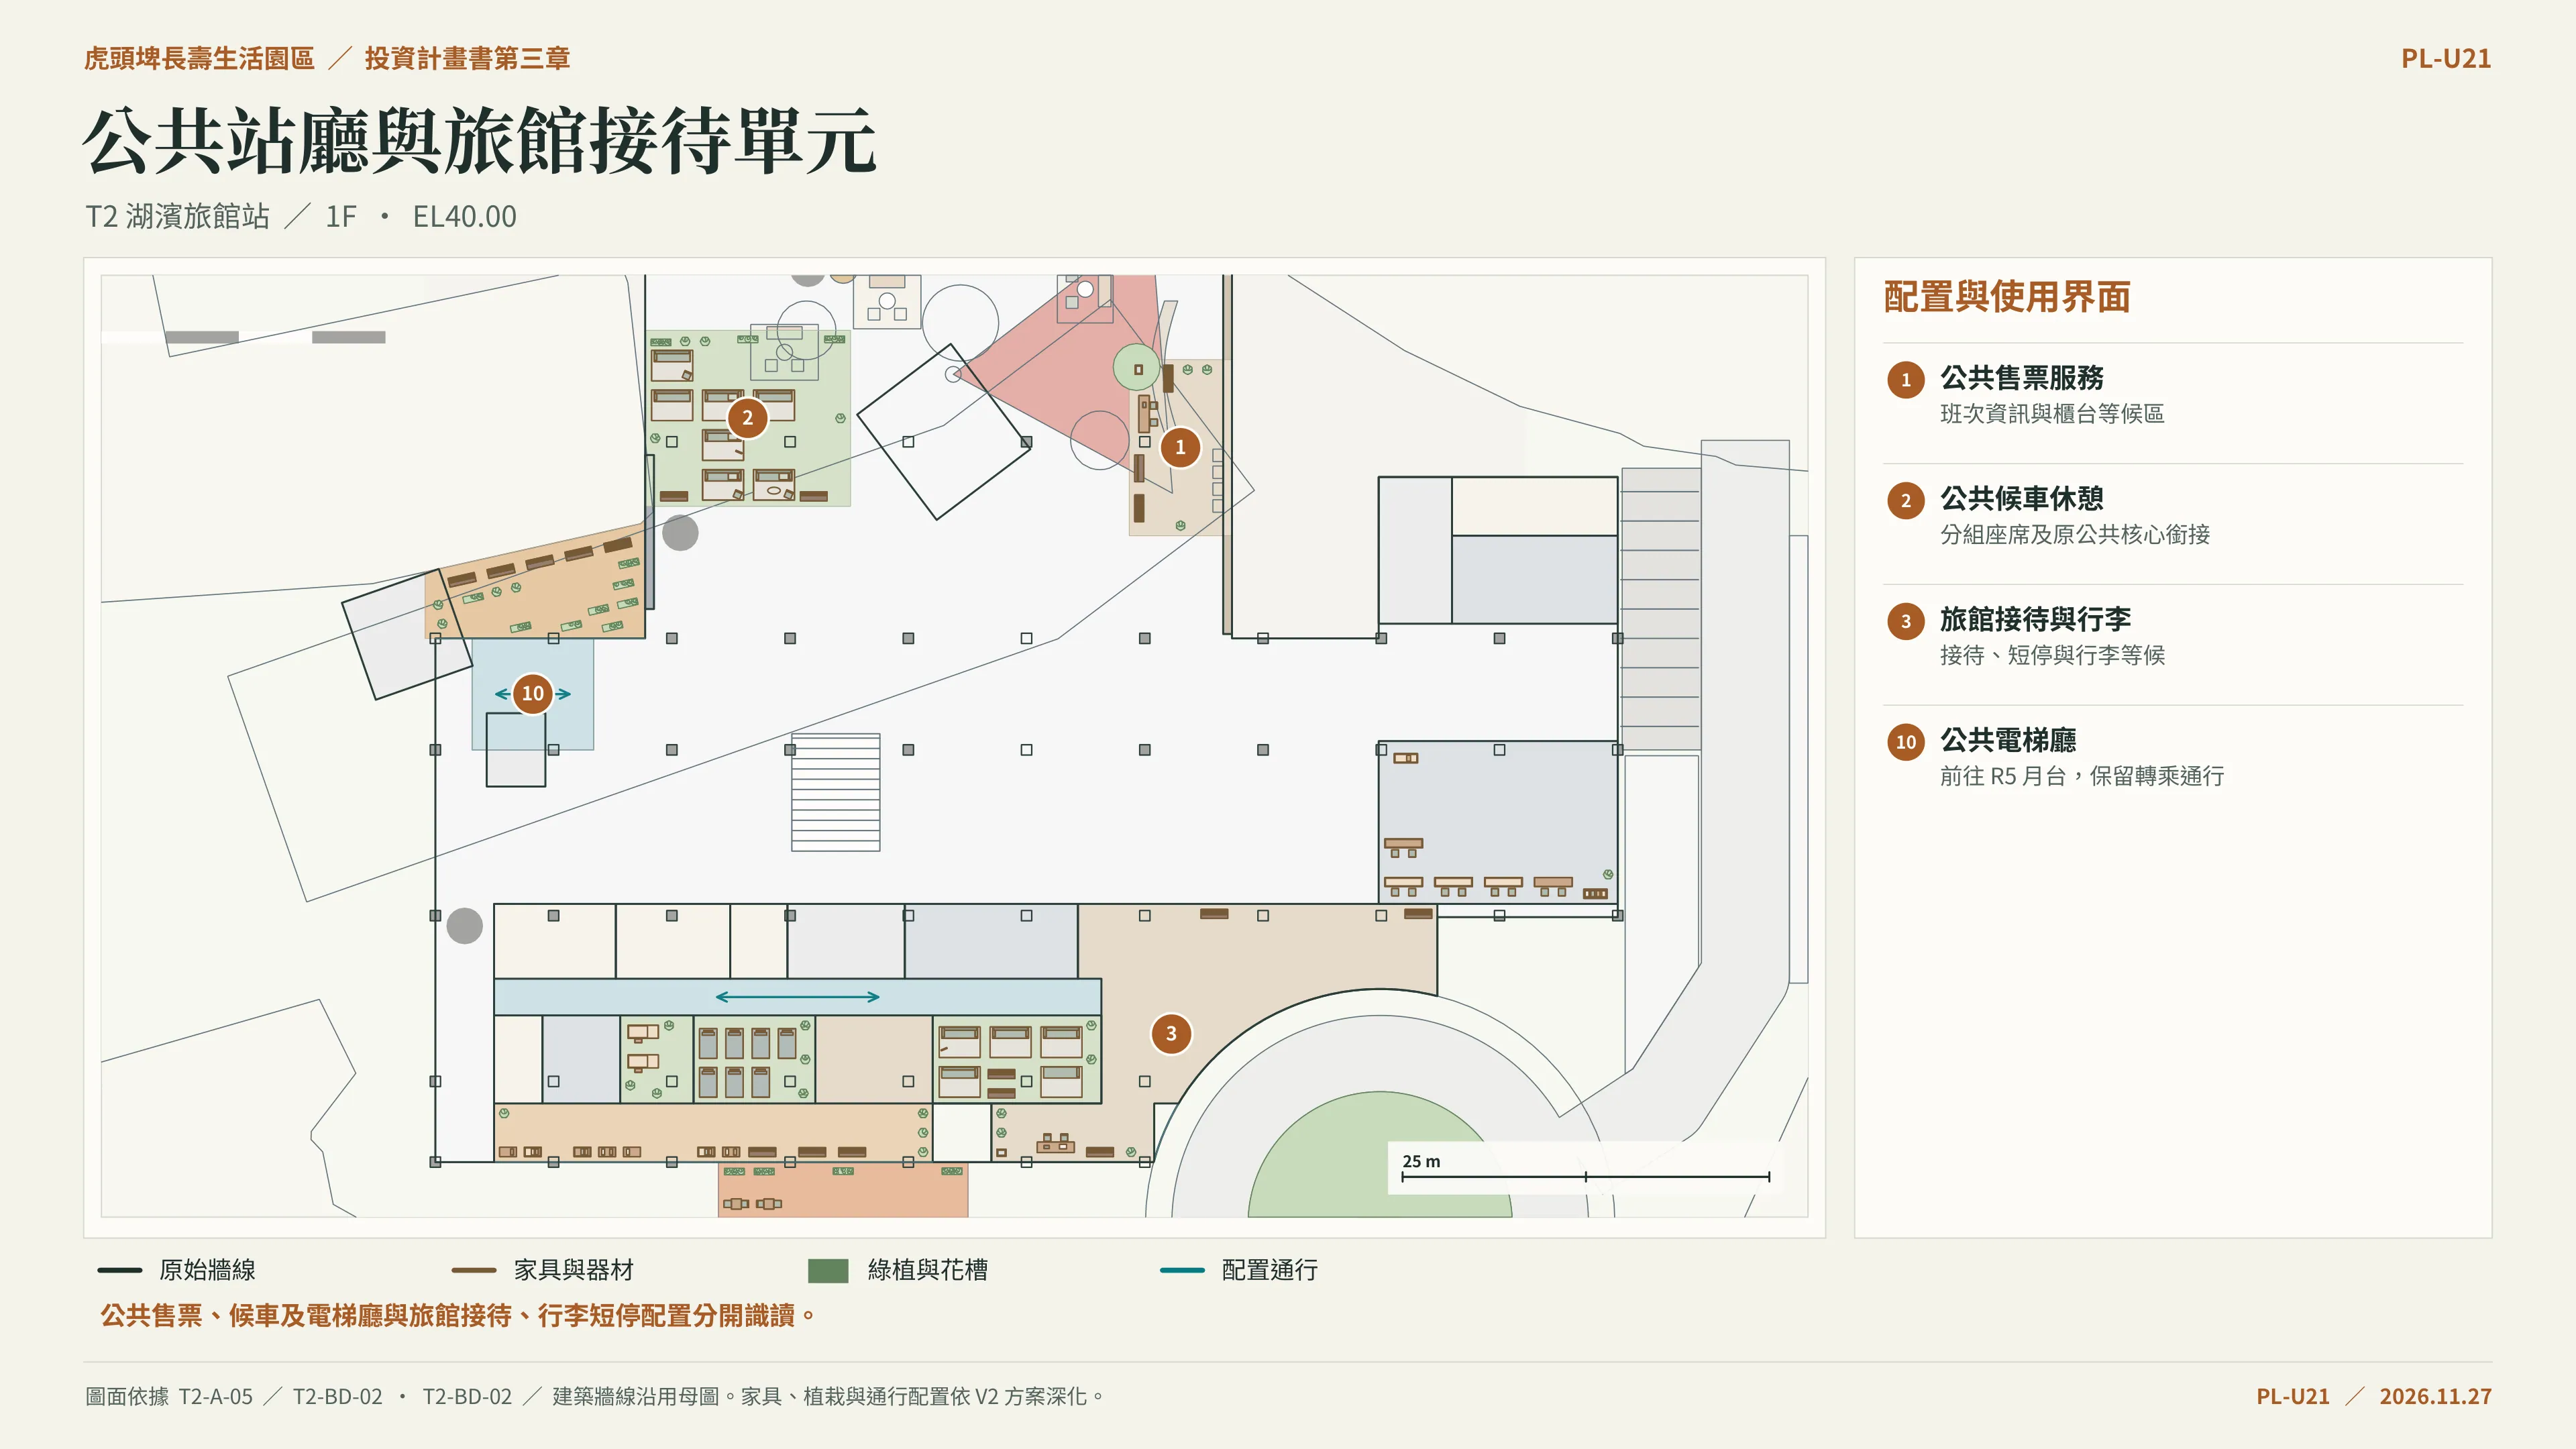 虎頭埤長壽生活園區 ／ 投資計畫書第三章
PL-U21
公共站廳與旅館接待單元
T2 湖濱旅館站 ／ 1F ・ EL40.00
2
1
10
3
25 m
配置與使用界面
1 公共售票服務
班次資訊與櫃台等候區
2 公共候車休憩
分組座席及原公共核心銜接
3 旅館接待與行李
接待、短停與行李等候
10 公共電梯廳
前往 R5 月台，保留轉乘通行
原始牆線
家具與器材
綠植與花槽
配置通行
公共售票、候車及電梯廳與旅館接待、行李短停配置分開識讀。
圖面依據 T2-A-05 ／ T2-BD-02 ・ T2-BD-02 ／ 建築牆線沿用母圖。家具、植栽與通行配置依 V2 方案深化。
PL-U21 ／ 2026.11.27